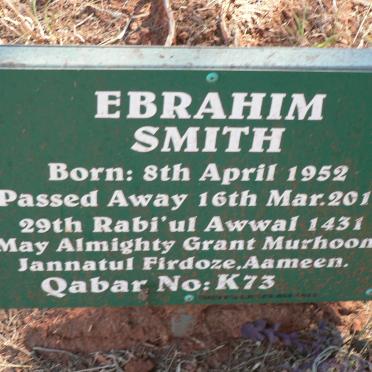 EBRAHIM
SMITH
Born: 8th April 1952
Passed Away 16th Mar.201
29th Rabi'ul Awwal 1431
May Almighty Grant Murhoon
Jannatul Firdoze,Aameen.
Qabar No: K73